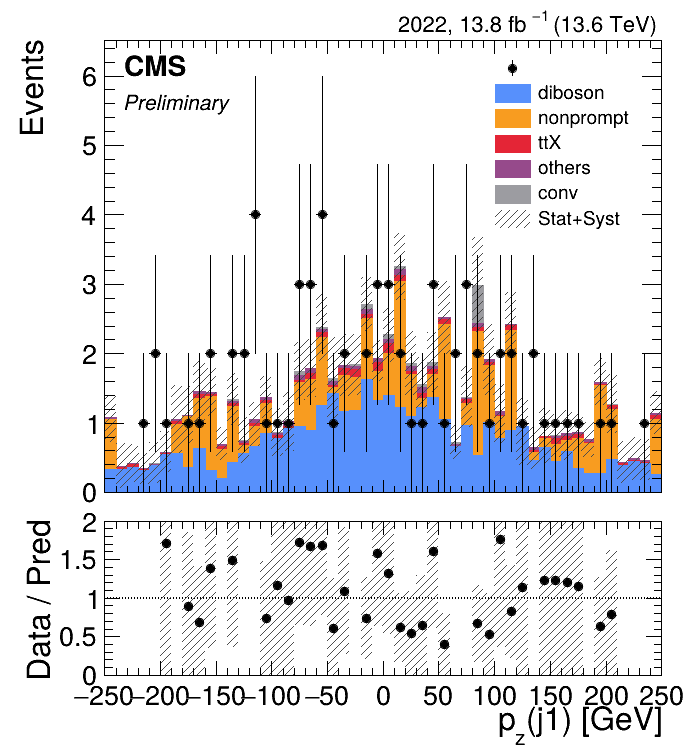 2022, 13.8 fb⁻¹ (13.6 TeV)
CMS
Preliminary
Events
6
5
4
3
2
1
0
diboson
nonprompt
ttX
others
conv
Stat+Syst
Data / Pred
2
1.5
1
0.5
0
−250 −200 −150 −100 −50 0 50 100 150 200 250
p_z(j1) [GeV]